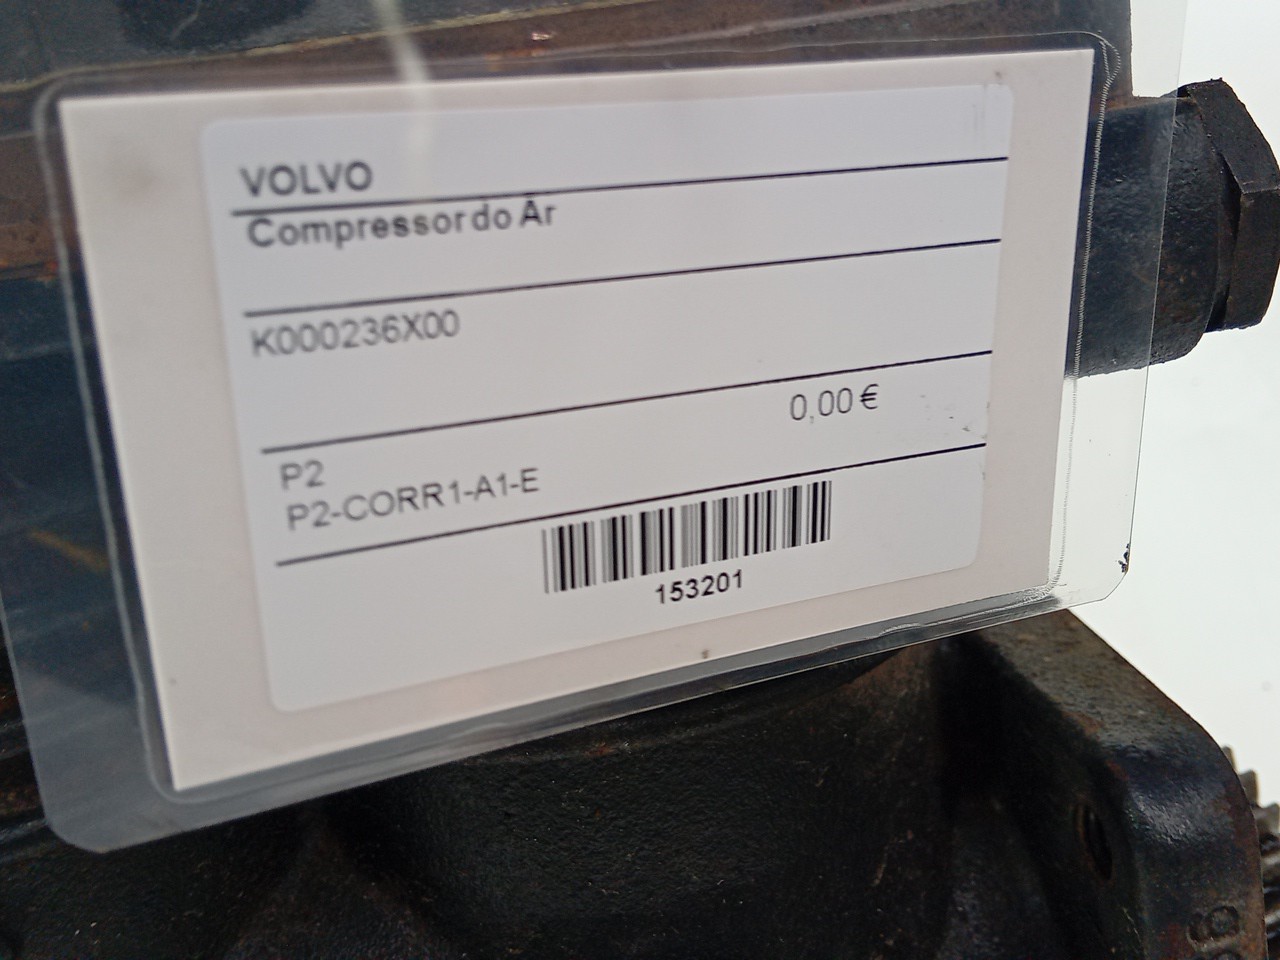 VOLVO
Compressor do Ar
K000236X00
0,00 €
P2
P2-CORR1-A1-E
153201